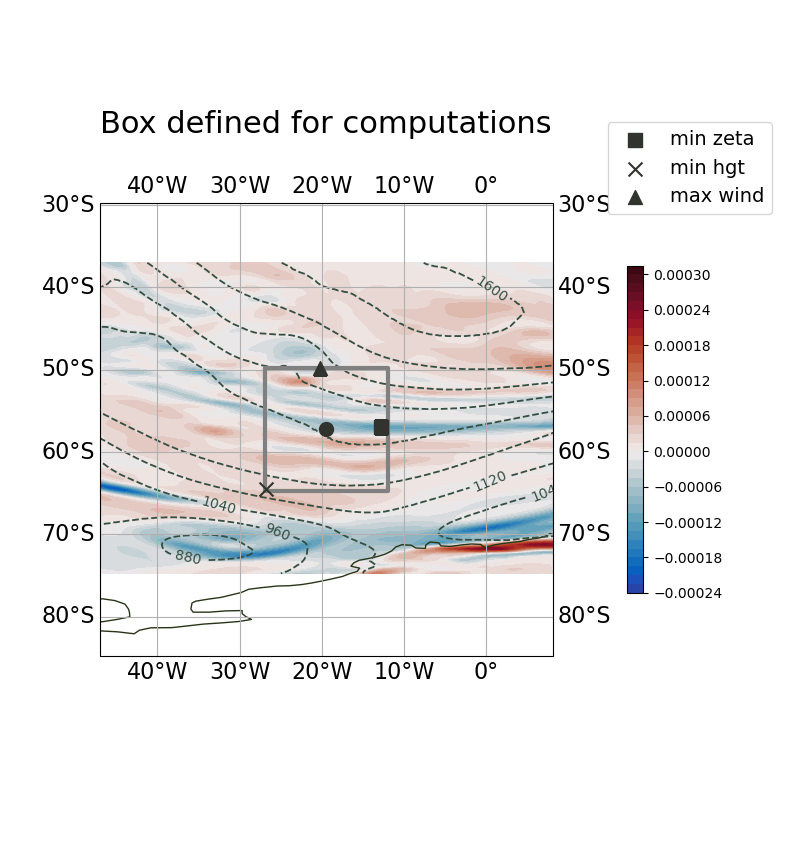 Box defined for computations
min zeta
min hgt
max wind
40°W 30°W 20°W 10°W 0°
30°S 30°S
40°S 40°S
50°S 50°S
60°S 60°S
70°S 70°S
80°S 80°S
40°W 30°W 20°W 10°W 0°
1600
1120
1040
960
880
0.00030
0.00024
0.00018
0.00012
0.00006
0.00000
−0.00006
−0.00012
−0.00018
−0.00024